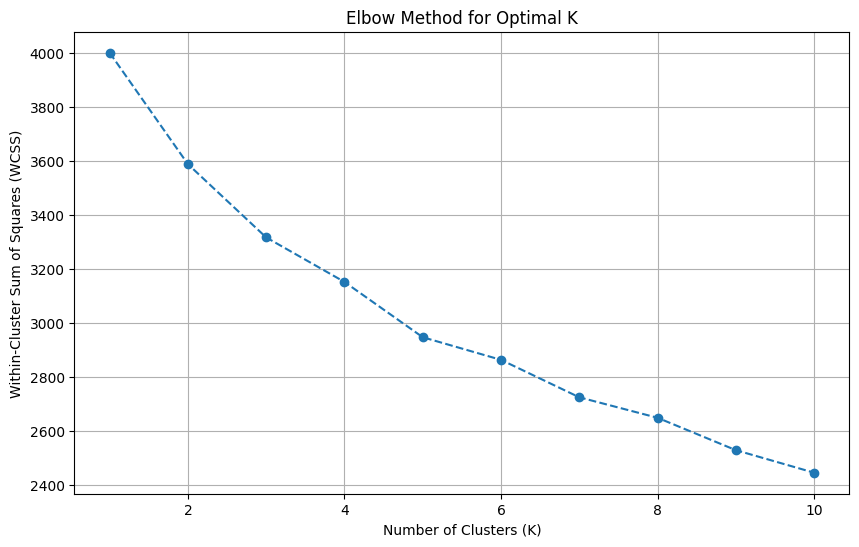 Elbow Method for Optimal K
Within-Cluster Sum of Squares (WCSS)
4000
3800
3600
3400
3200
3000
2800
2600
2400
2 4 6 8 10
Number of Clusters (K)